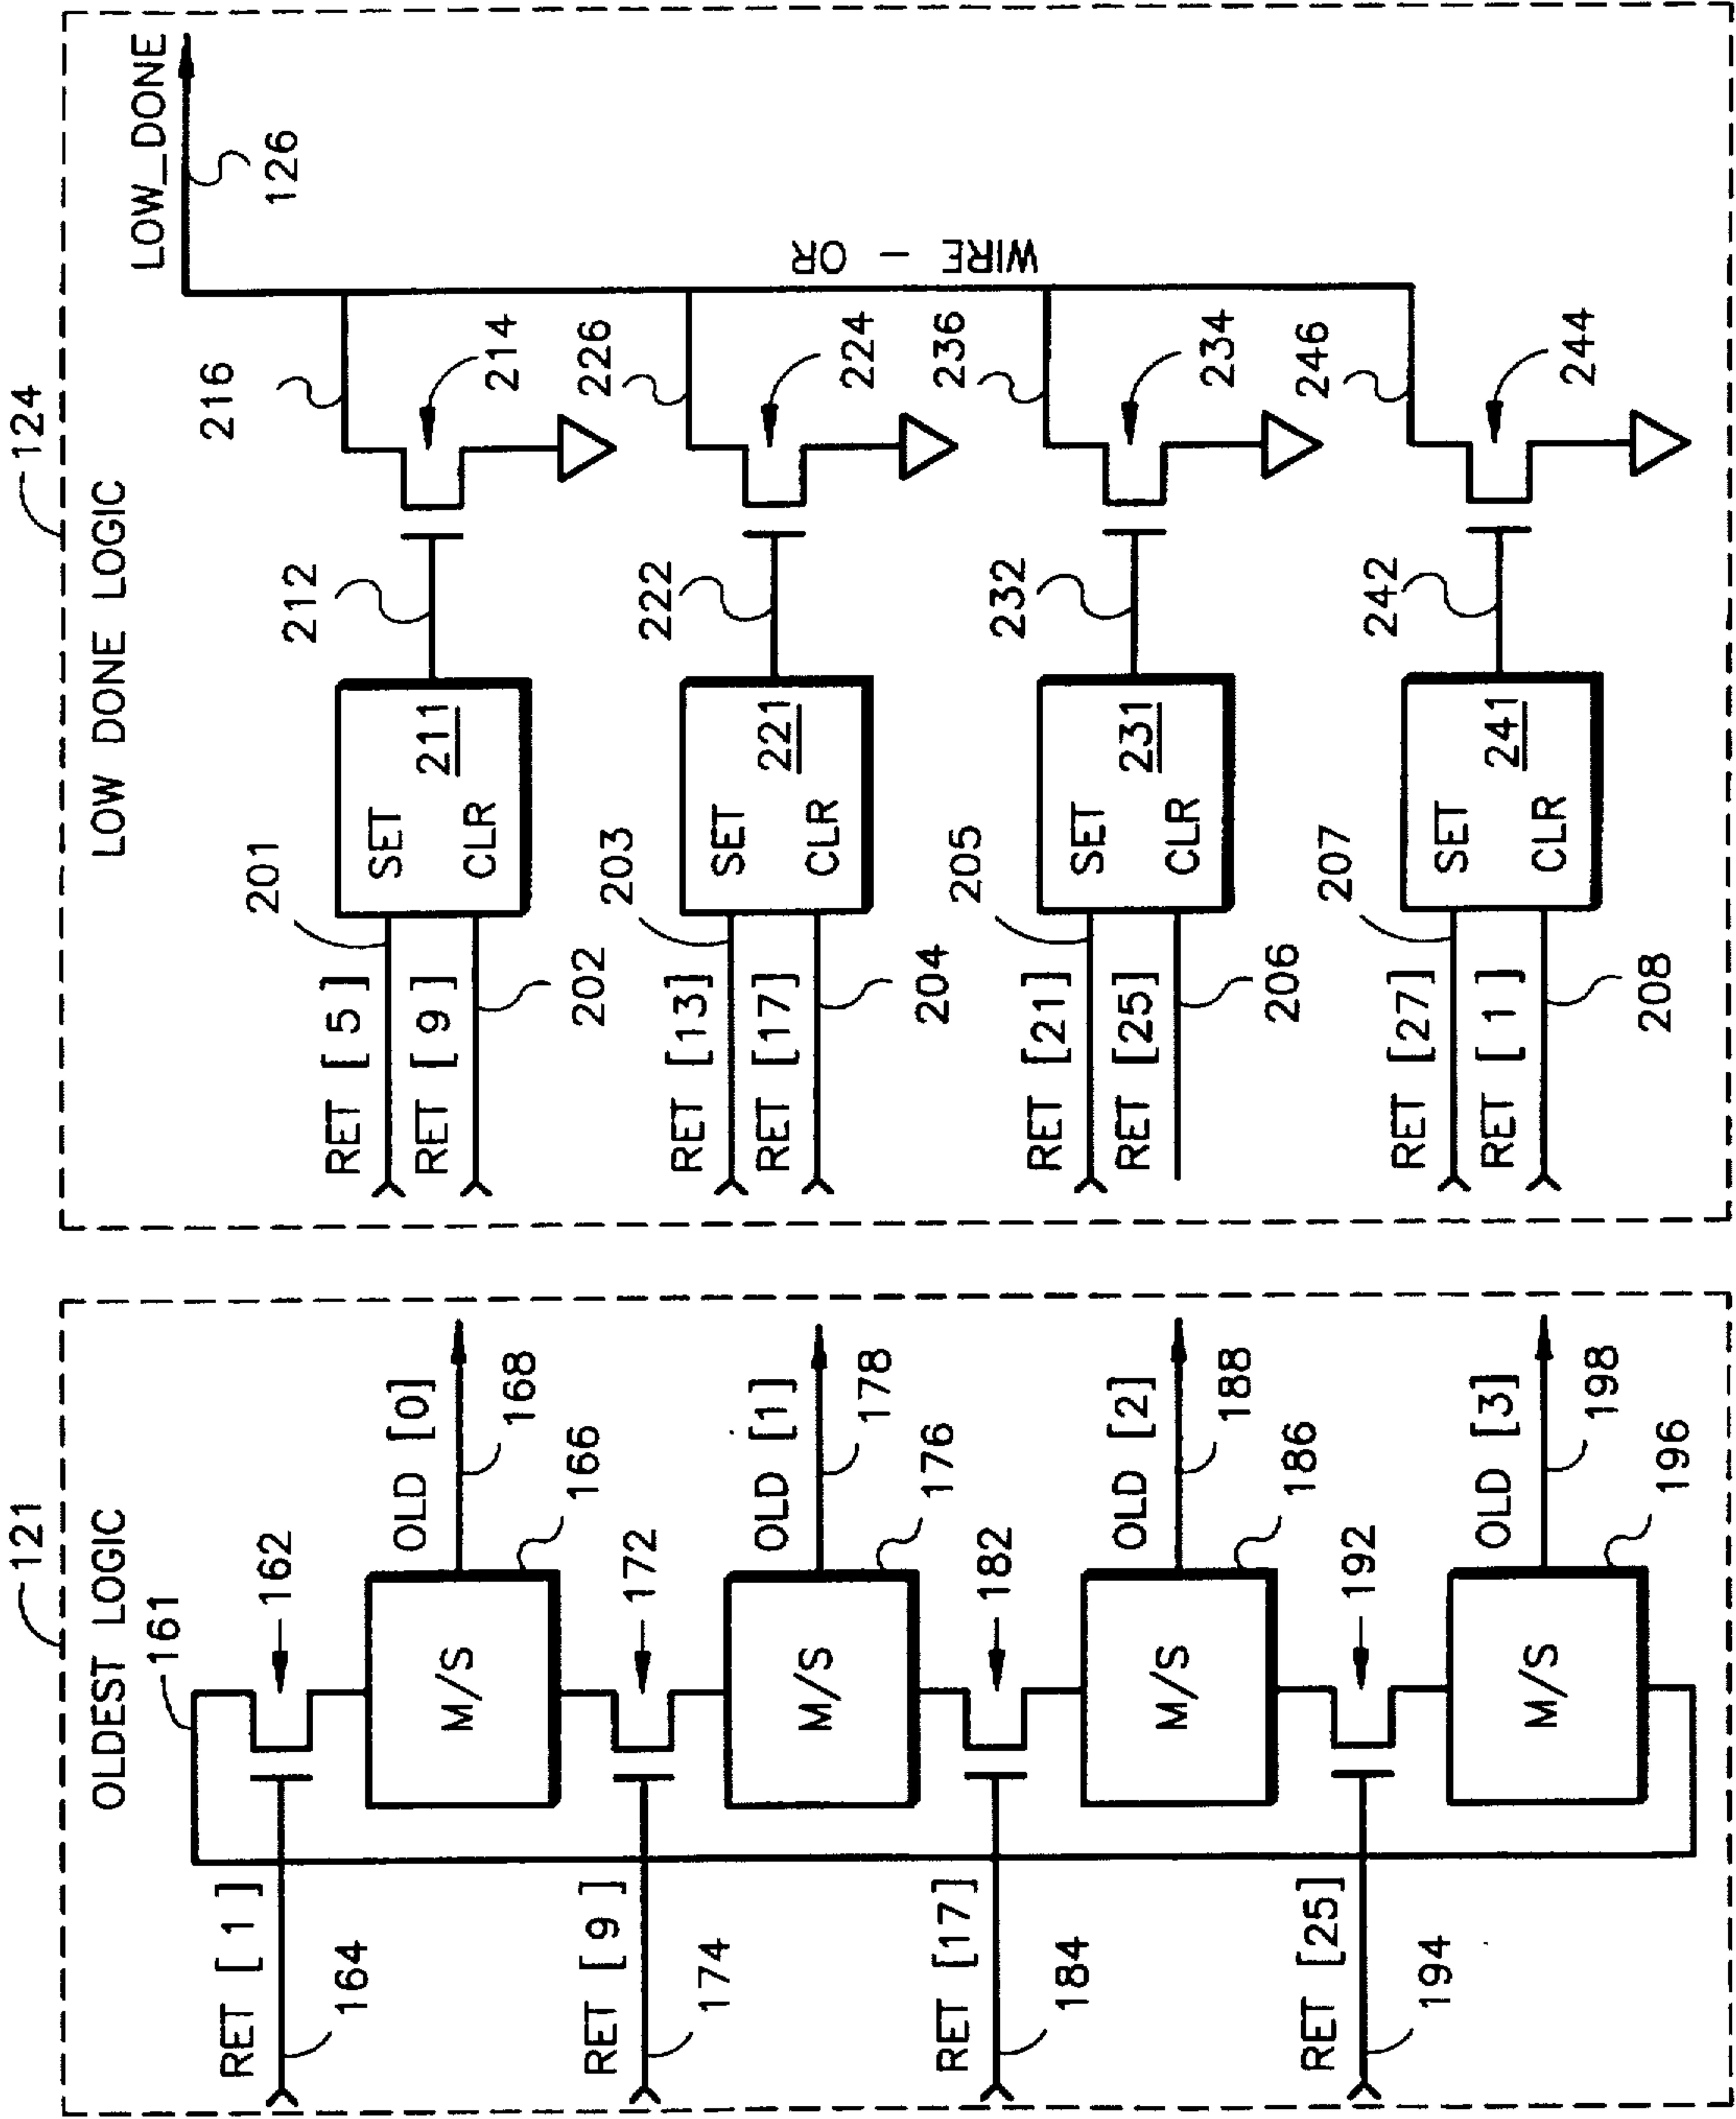 121
OLDEST LOGIC
161
RET [ 1 ]
164
162
OLD [0]
168
166
M/S
RET [ 9 ]
174
172
OLD [1]
178
176
M/S
RET [17]
184
182
OLD [2]
188
186
M/S
RET [25]
194
192
OLD [3]
198
196
M/S
124
LOW DONE LOGIC
LOW_DONE
126
WIRE - OR
RET [ 5 ]
201
RET [ 9 ]
202
SET
CLR
211
212
214
216
RET [13]
203
RET [17]
204
SET
CLR
221
222
224
226
RET [21]
205
RET [25]
206
SET
CLR
231
232
234
236
RET [27]
207
RET [ 1 ]
208
SET
CLR
241
242
244
246